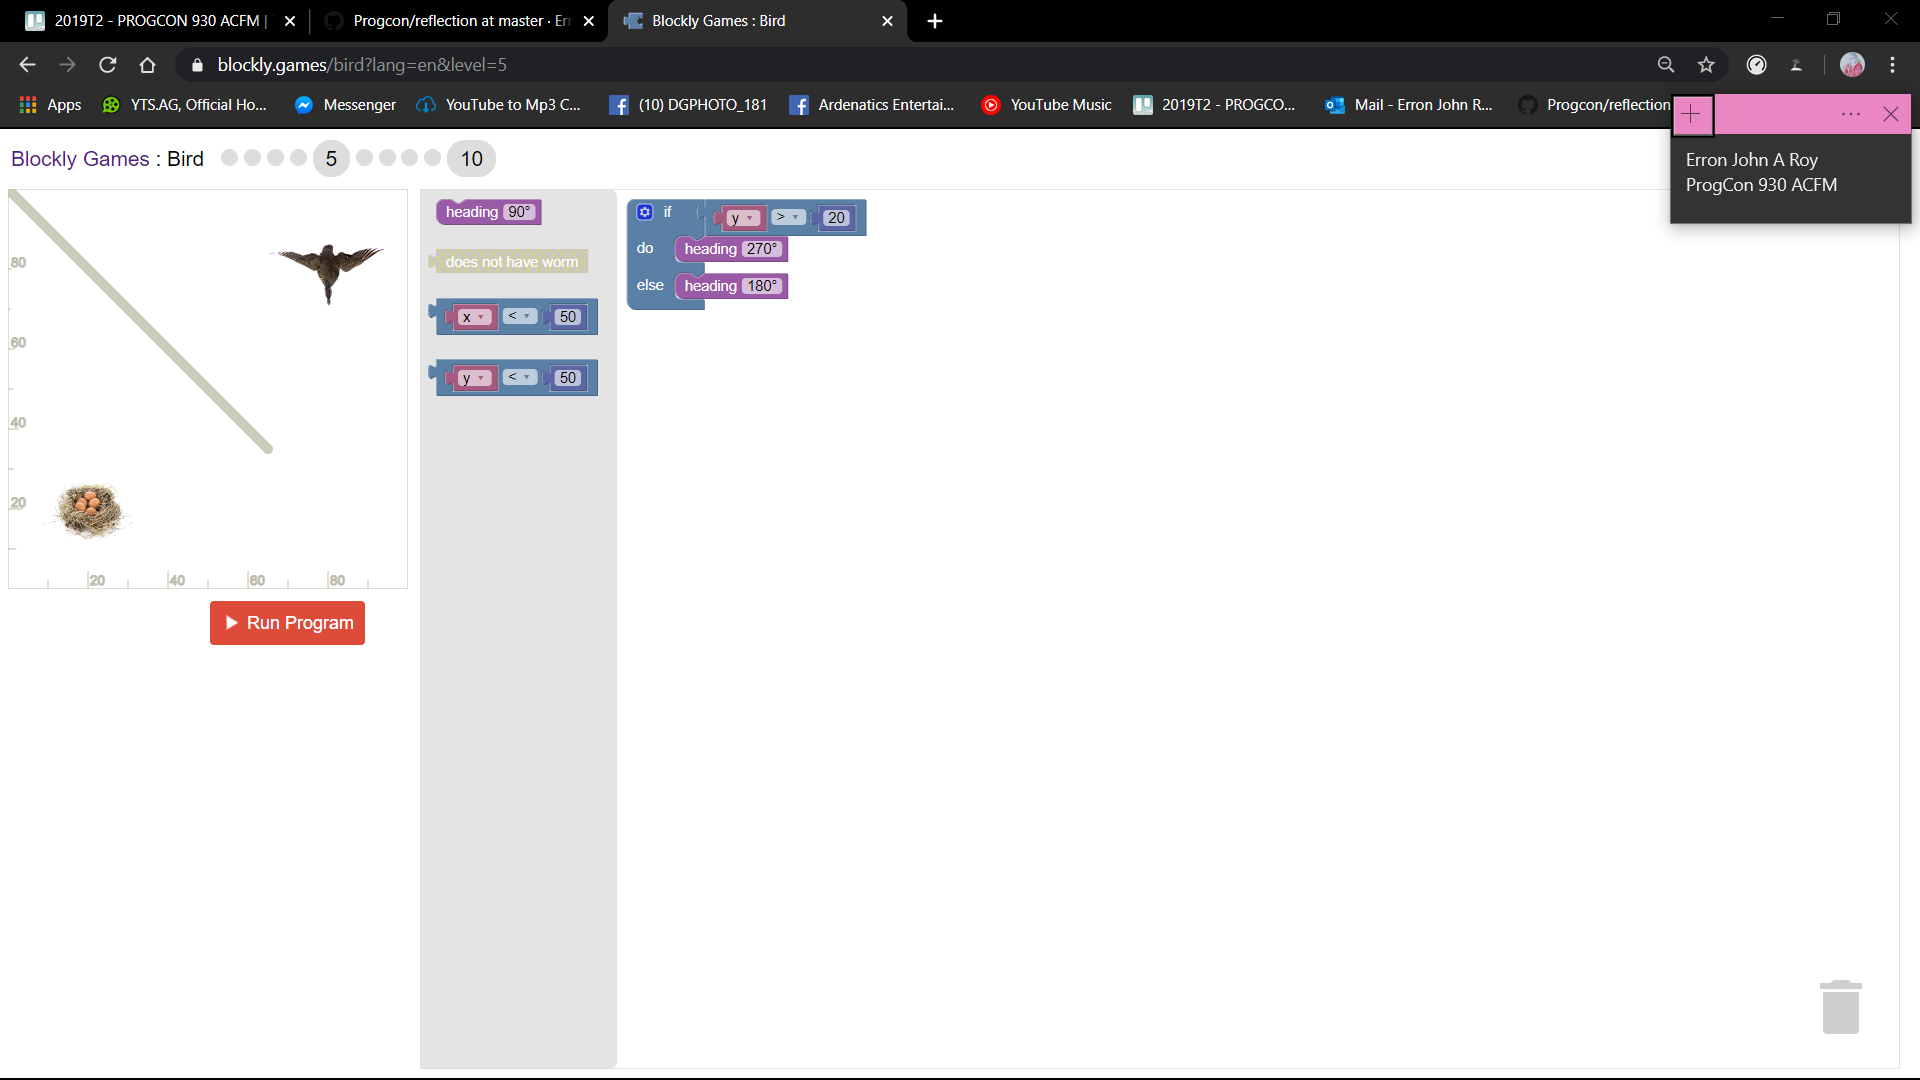 2019T2 - PROGCON 930 ACFM |
Progcon/reflection at master · Err
Blockly Games : Bird
blockly.games/bird?lang=en&level=5
Apps
YTS.AG, Official Ho...
Messenger
YouTube to Mp3 C...
(10) DGPHOTO_181
Ardenatics Entertai...
YouTube Music
2019T2 - PROGCO...
Mail - Erron John R...
Progcon/reflection
Erron John A Roy
ProgCon 930 ACFM
Blockly Games : Bird
5
10
80
60
40
20
20
40
60
80
Run Program
heading 90°
does not have worm
x < 50
y < 50
if y > 20
do heading 270°
else heading 180°